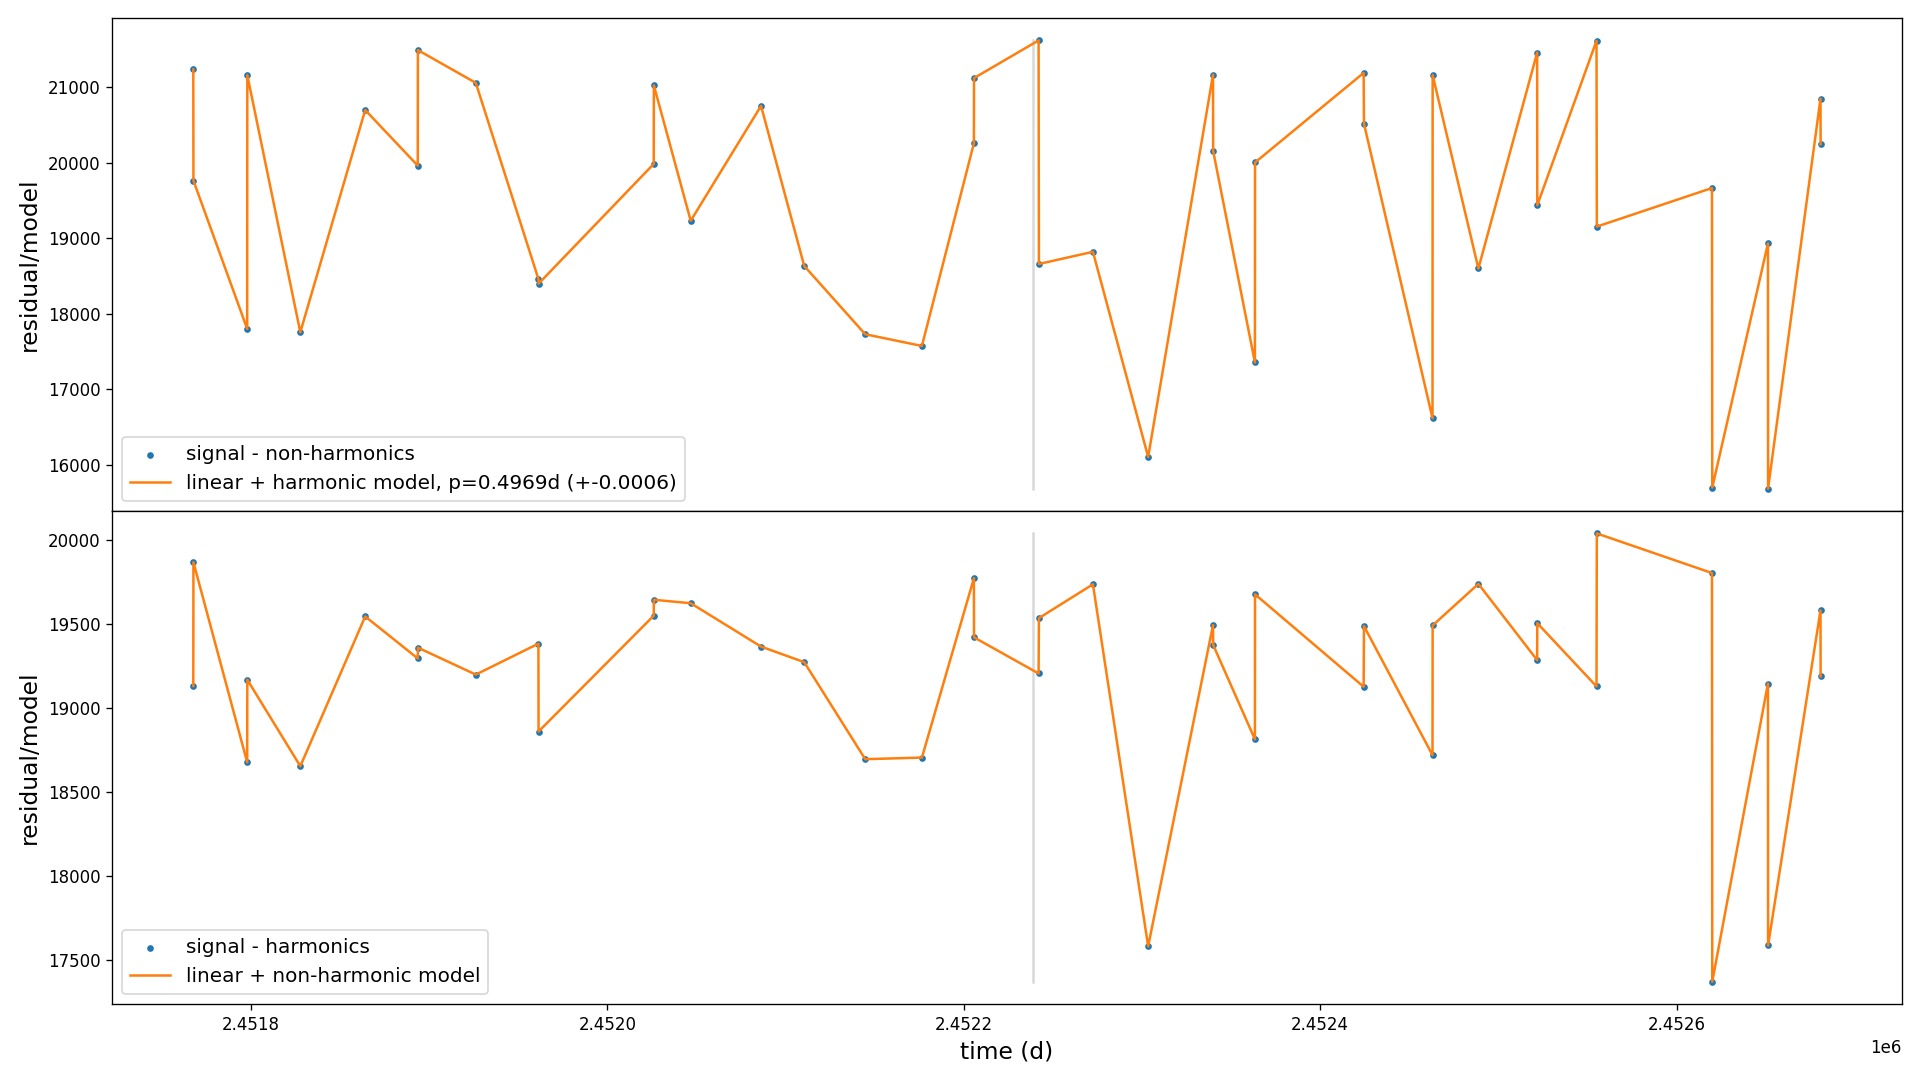 21000
20000
19000
18000
17000
16000
residual/model
signal - non-harmonics
linear + harmonic model, p=0.4969d (+-0.0006)
20000
19500
19000
18500
18000
17500
residual/model
signal - harmonics
linear + non-harmonic model
2.4518 2.4520 2.4522 2.4524 2.4526
time (d)
1e6